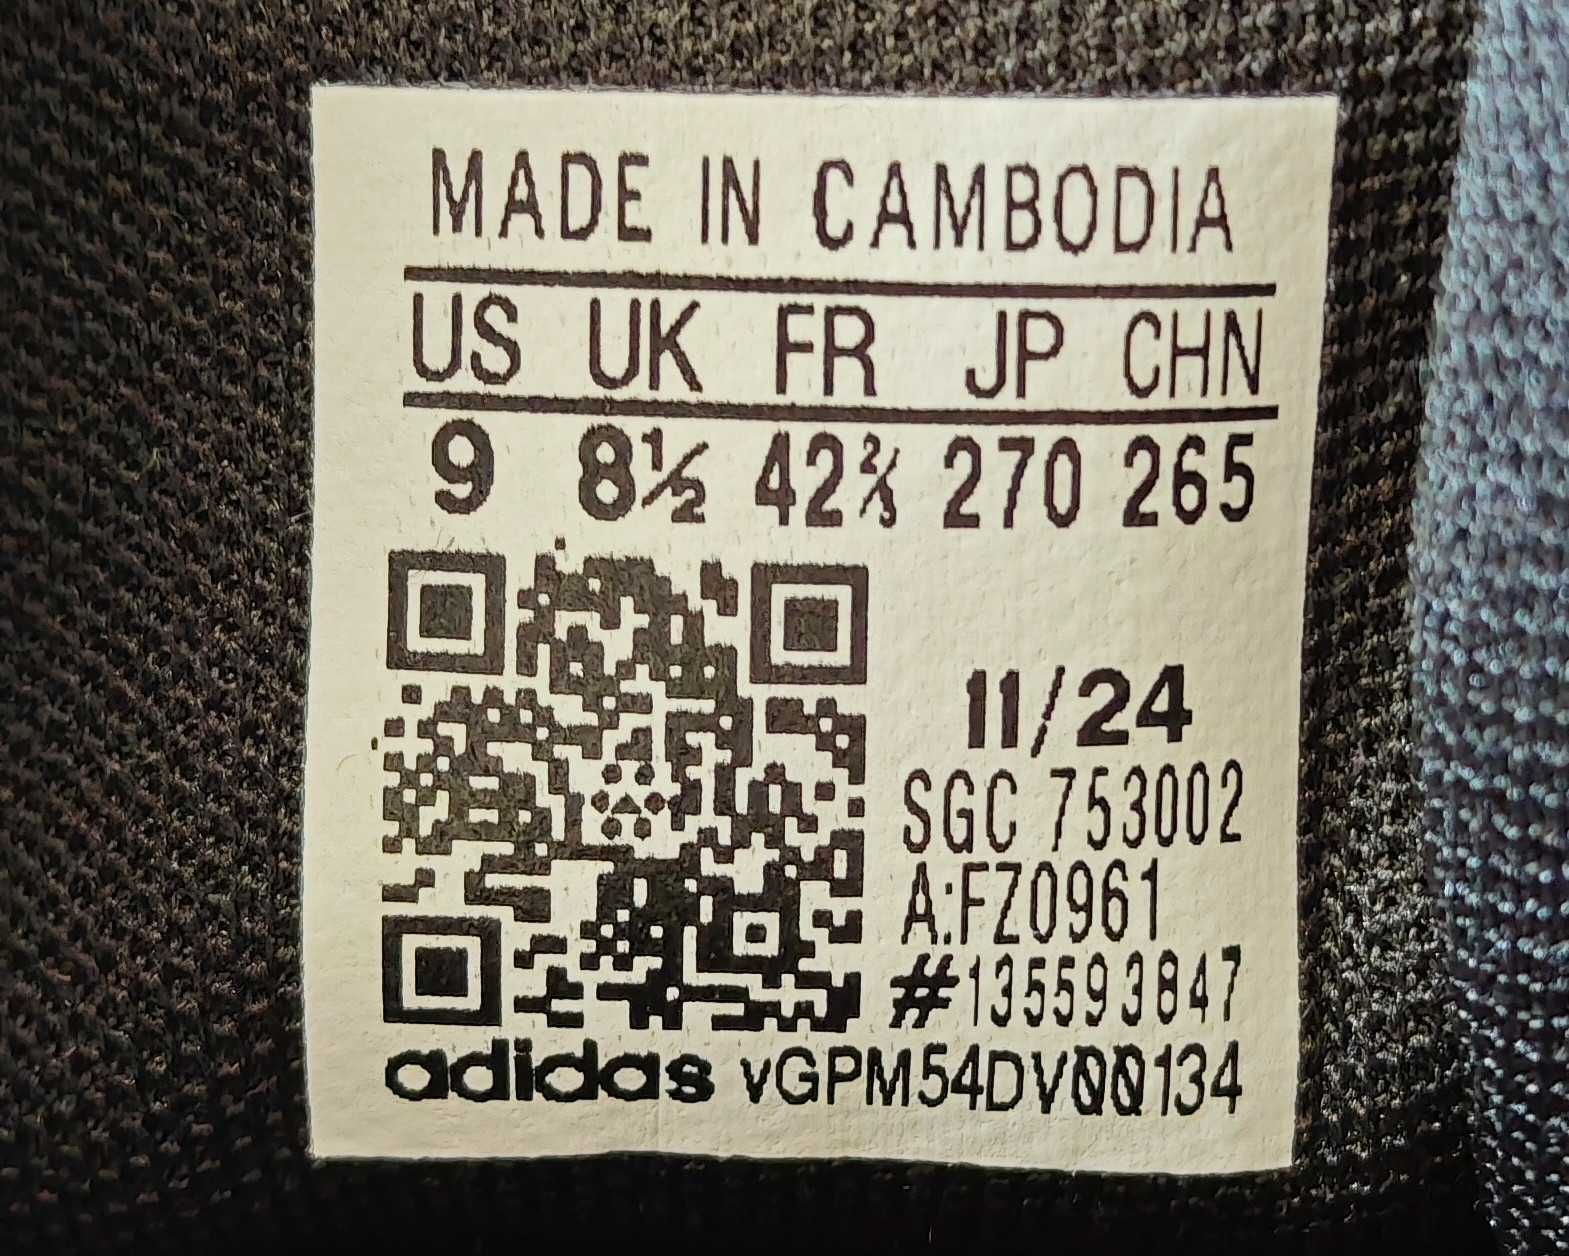 MADE IN CAMBODIA
US UK FR JP CHN
9 8½ 42⅔ 270 265
11/24
SGC 753002
A:FZ0961
#135593847
adidas vGPM54DV00134